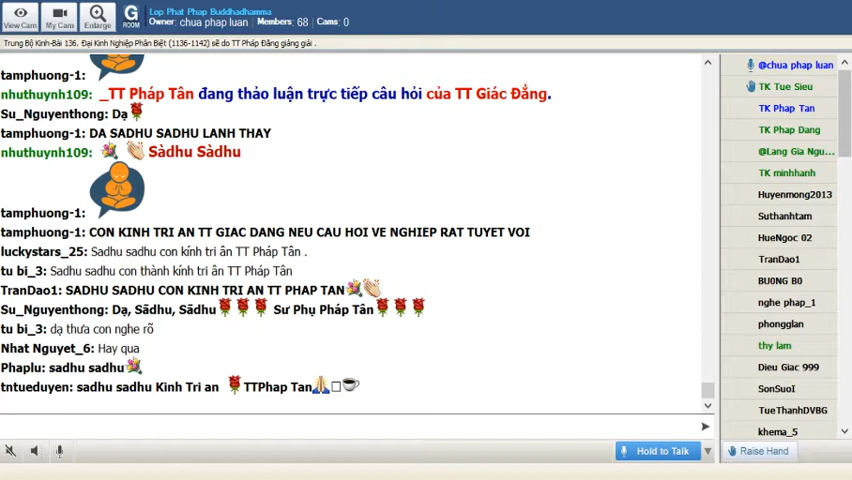 Lop Phat Phap Buddhadhamma
Owner: chua phap luan Members: 68 Cams: 0
View Cam
My Cam
Enlarge
G
ROOM
Trung Bộ Kinh-Bài 136. Đại Kinh Nghiệp Phân Biệt (1136-1142) sẽ do TT Pháp Đăng giảng giải .
tamphuong-1:
nhuthuynh109: _TT Pháp Tân đang thảo luận trực tiếp câu hỏi của TT Giác Đẳng.
Su_Nguyenthong: Dạ
tamphuong-1: DA SADHU SADHU LANH THAY
nhuthuynh109: Sàdhu Sàdhu
tamphuong-1:
tamphuong-1: CON KINH TRI AN TT GIAC DANG NEU CAU HOI VE NGHIEP RAT TUYET VOI
luckystars_25: Sadhu sadhu con kính tri ân TT Pháp Tân .
tu bi_3: Sadhu sadhu con thành kính tri ân TT Pháp Tân
TranDao1: SADHU SADHU CON KINH TRI AN TT PHAP TAN
Su_Nguyenthong: Dạ, Sādhu, Sādhu Sư Phụ Pháp Tân
tu bi_3: dạ thưa con nghe rõ
Nhat Nguyet_6: Hay qua
Phaplu: sadhu sadhu
tntueduyen: sadhu sadhu Kinh Tri an TTPhap Tan
Hold to Talk
@chua phap luan
TK Tue Sieu
TK Phap Tan
TK Phap Dang
@Lang Gia Ngu...
TK minhhanh
Huyenmong2013
Suthanhtam
HueNgoc 02
TranDao1
BU0NG B0
nghe phap_1
phongglan
thy lam
Dieu Giac 999
SonSuoI
TueThanhDVBG
khema_5
Raise Hand